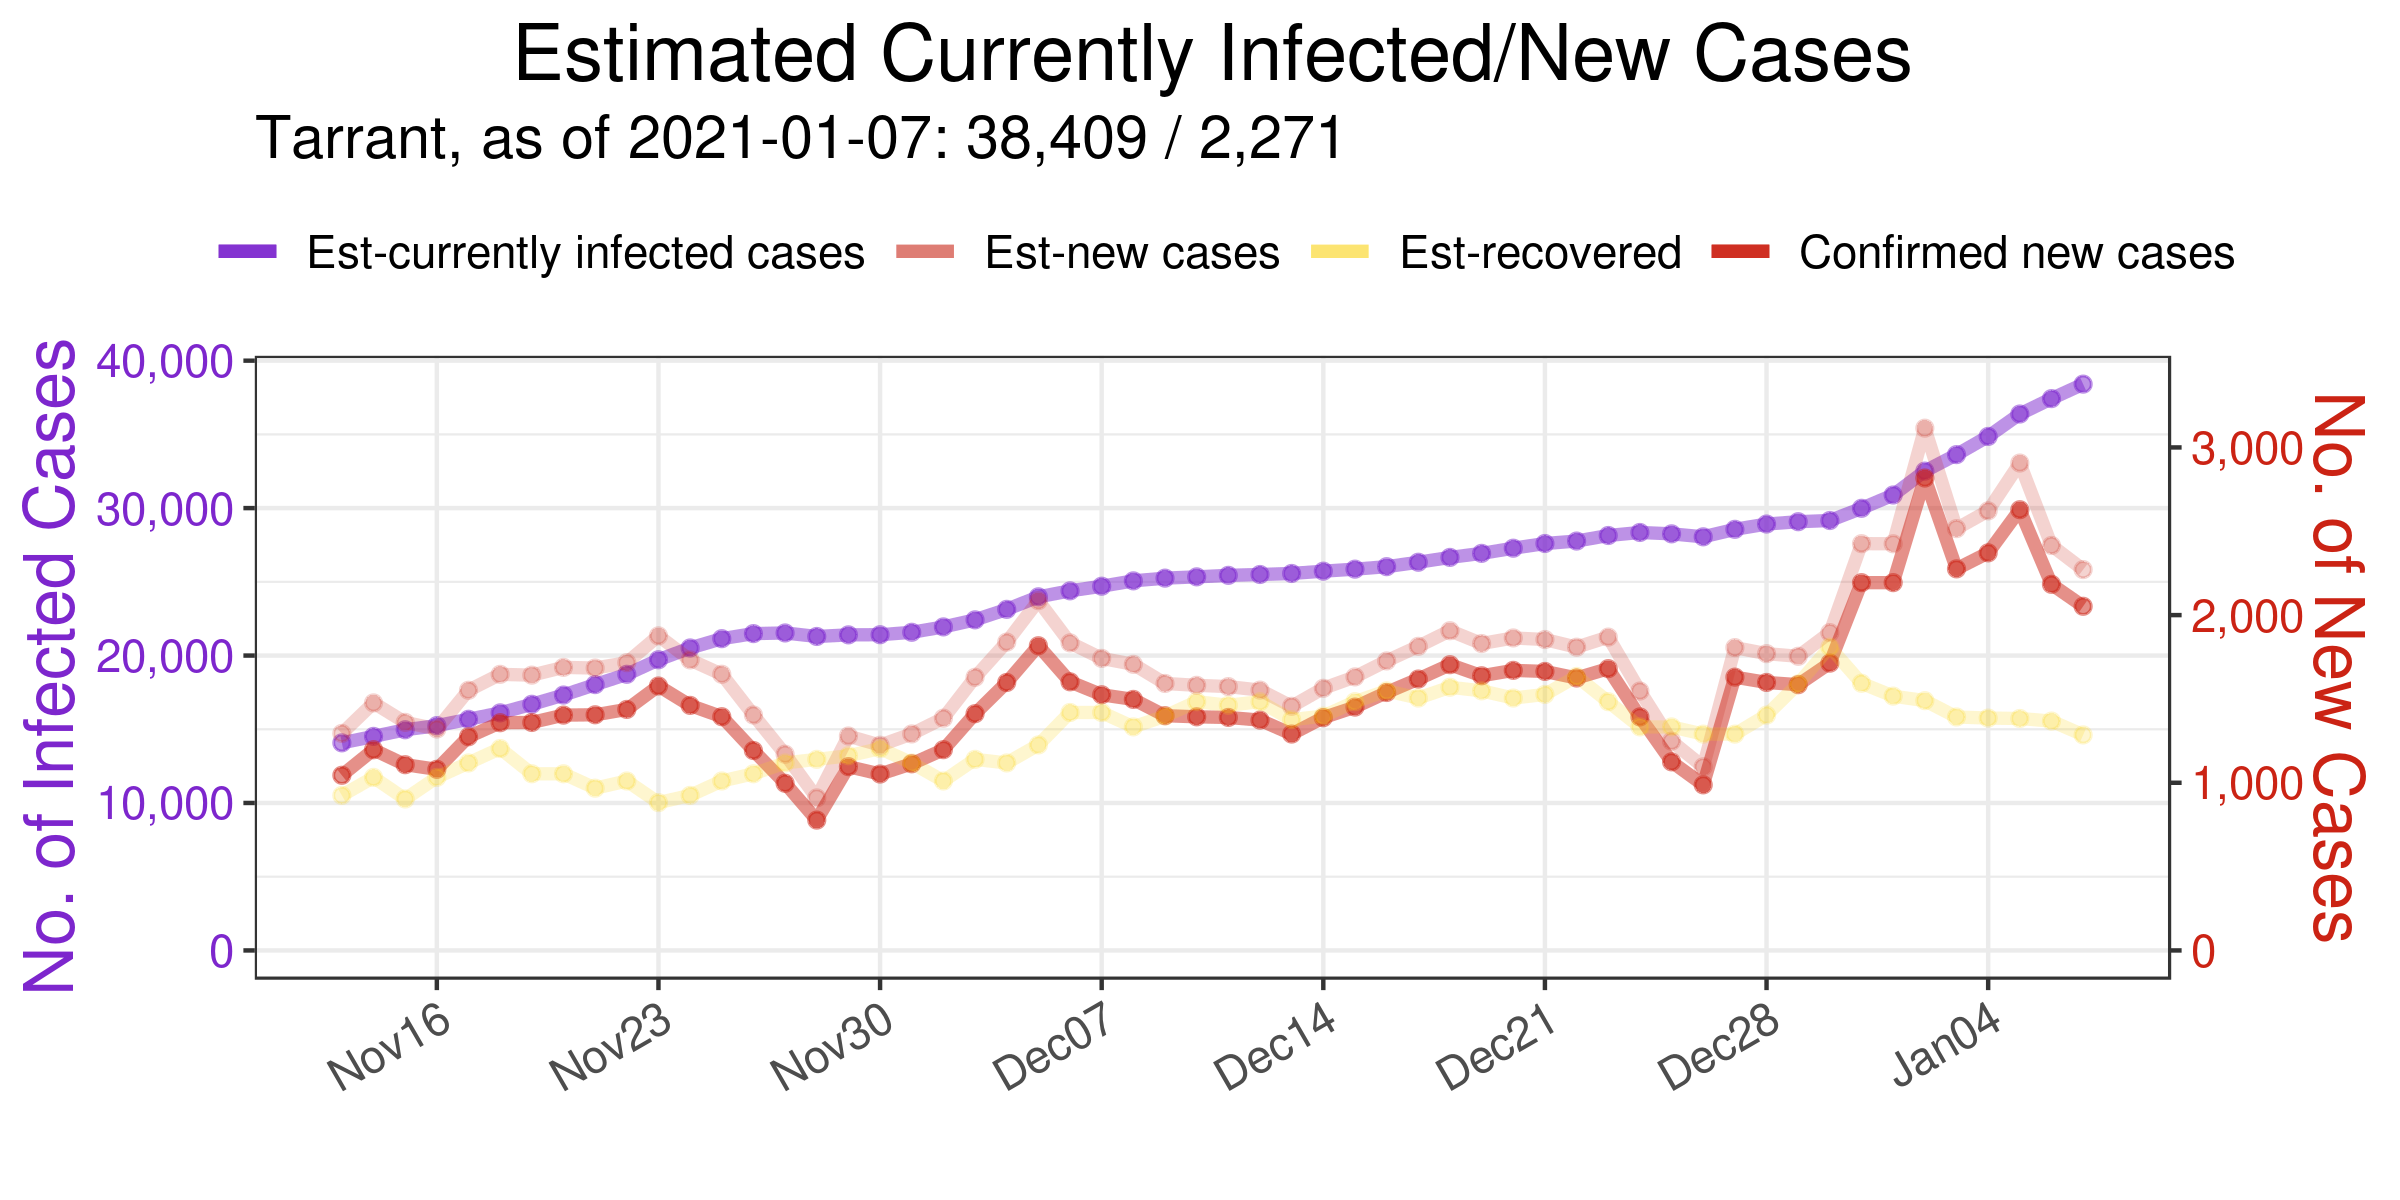 Estimated Currently Infected/New Cases
Tarrant, as of 2021-01-07: 38,409 / 2,271
Est-currently infected cases Est-new cases Est-recovered Confirmed new cases
No. of Infected Cases
40,000
30,000
20,000
10,000
0
3,000
2,000
1,000
0
No. of New Cases
Nov16 Nov23 Nov30 Dec07 Dec14 Dec21 Dec28 Jan04